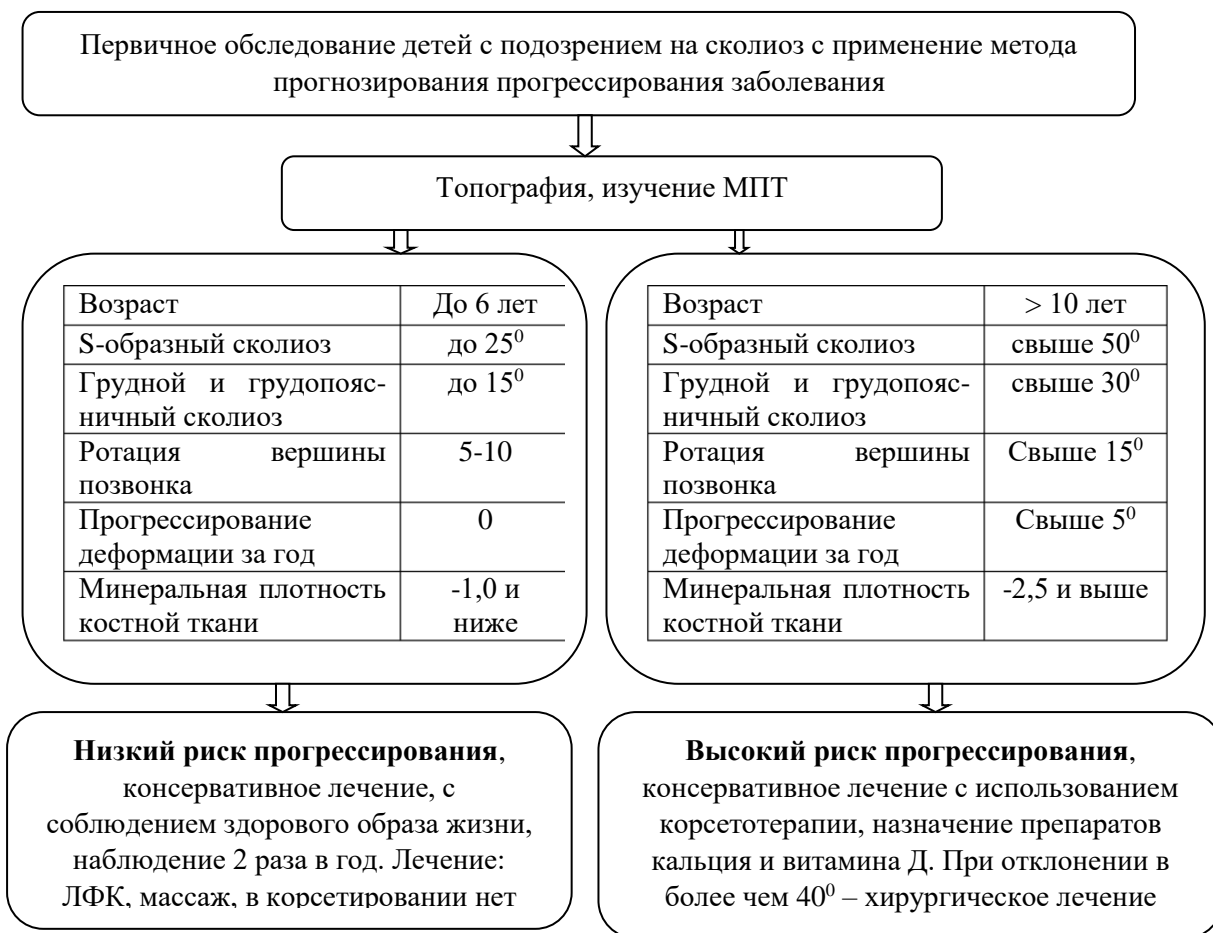 Первичное обследование детей с подозрением на сколиоз с применение метода
прогнозирования прогрессирования заболевания
Топография, изучение МПТ
Возраст До 6 лет
S-образный сколиоз до 25⁰
Грудной и грудопояс- до 15⁰
ничный сколиоз
Ротация вершины 5-10
позвонка
Прогрессирование 0
деформации за год
Минеральная плотность -1,0 и
костной ткани ниже
Возраст > 10 лет
S-образный сколиоз свыше 50⁰
Грудной и грудопояс- свыше 30⁰
ничный сколиоз
Ротация вершины Свыше 15⁰
позвонка
Прогрессирование Свыше 5⁰
деформации за год
Минеральная плотность -2,5 и выше
костной ткани
Низкий риск прогрессирования,
консервативное лечение, с
соблюдением здорового образа жизни,
наблюдение 2 раза в год. Лечение:
ЛФК, массаж, в корсетировании нет
Высокий риск прогрессирования,
консервативное лечение с использованием
корсетотерапии, назначение препаратов
кальция и витамина Д. При отклонении в
более чем 40⁰ – хирургическое лечение